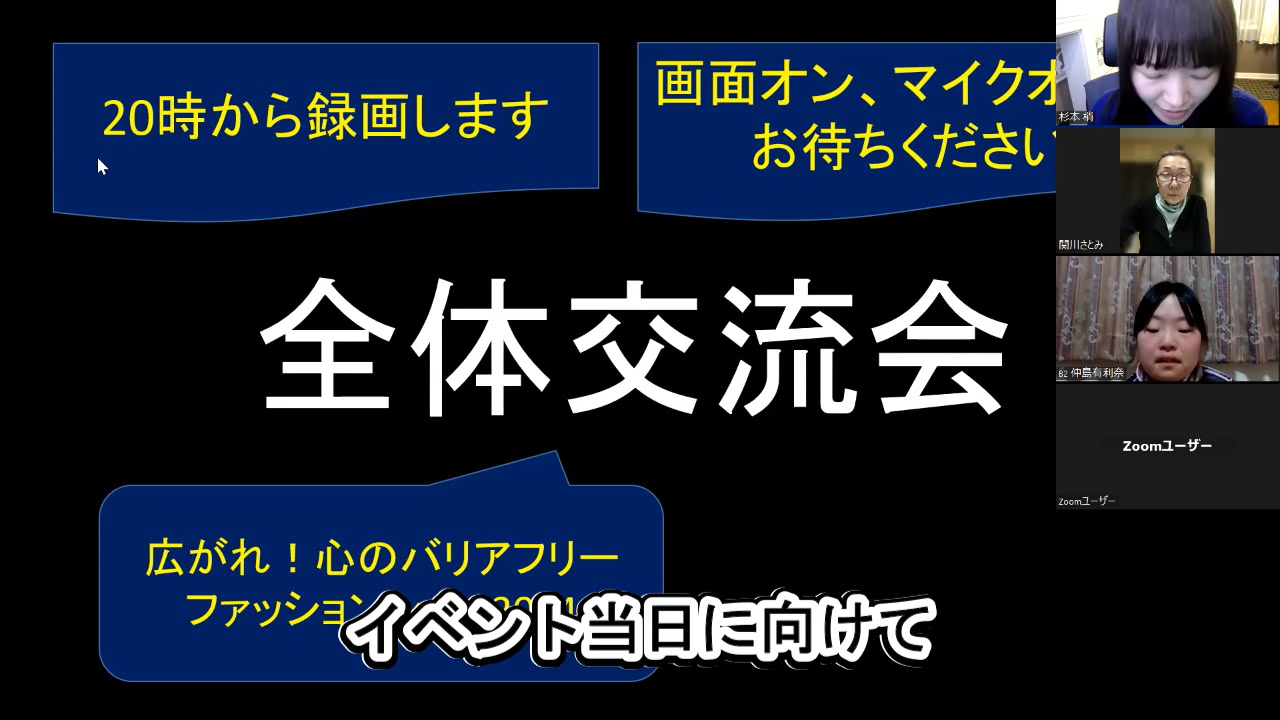 20時から録画します
画面オン、マイクオ
お待ちください
全体交流会
広がれ！心のバリアフリー
ファッション
イベント当日に向けて
杉本 梢
関川さとみ
B2 仲島有利奈
Zoomユーザー
Zoomユーザー